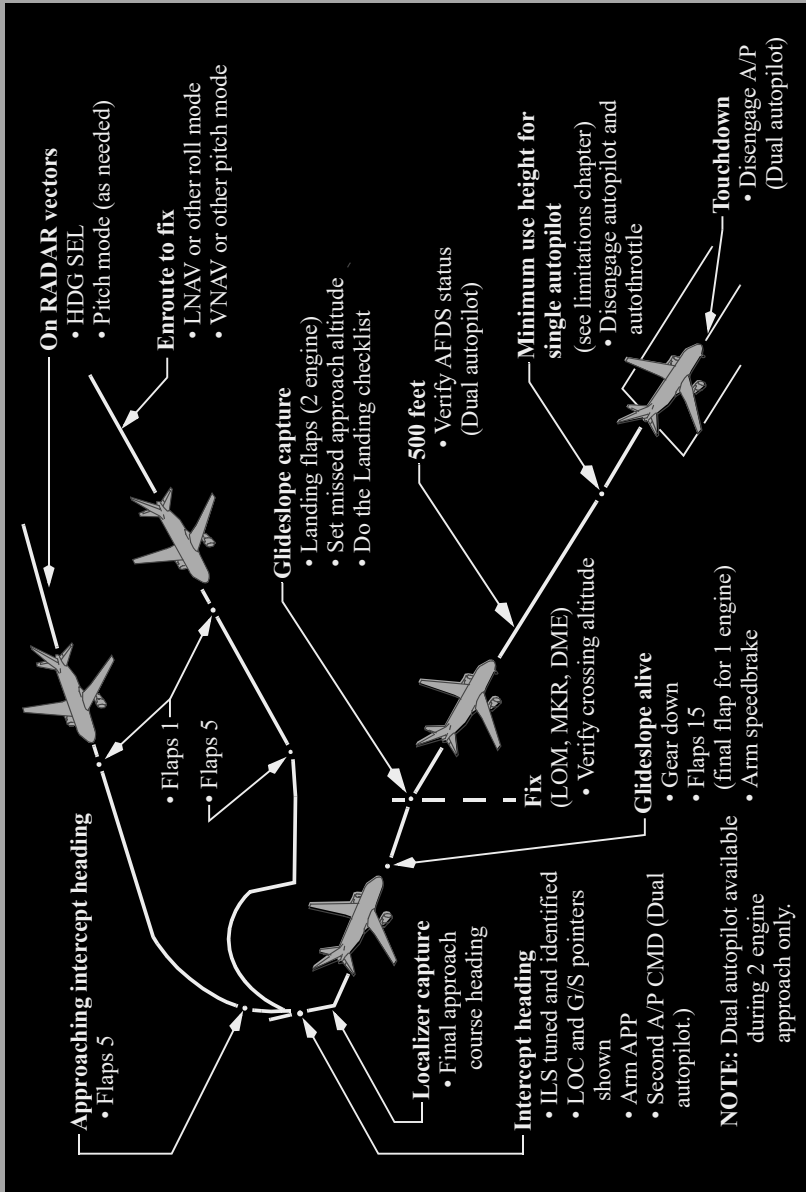 On RADAR vectors
• HDG SEL
• Pitch mode (as needed)
Enroute to fix
• LNAV or other roll mode
• VNAV or other pitch mode
Approaching intercept heading
• Flaps 5
• Flaps 1
• Flaps 5
Glideslope capture
• Landing flaps (2 engine)
• Set missed approach altitude
• Do the Landing checklist
Localizer capture
• Final approach
course heading
500 feet
• Verify AFDS status
(Dual autopilot)
Intercept heading
• ILS tuned and identified
• LOC and G/S pointers
shown
• Arm APP
• Second A/P CMD (Dual
autopilot.)
Fix
(LOM, MKR, DME)
• Verify crossing altitude
Minimum use height for
single autopilot
(see limitations chapter)
• Disengage autopilot and
autothrottle
Glideslope alive
• Gear down
• Flaps 15
(final flap for 1 engine)
• Arm speedbrake
Touchdown
• Disengage A/P
(Dual autopilot)
NOTE: Dual autopilot available
during 2 engine
approach only.